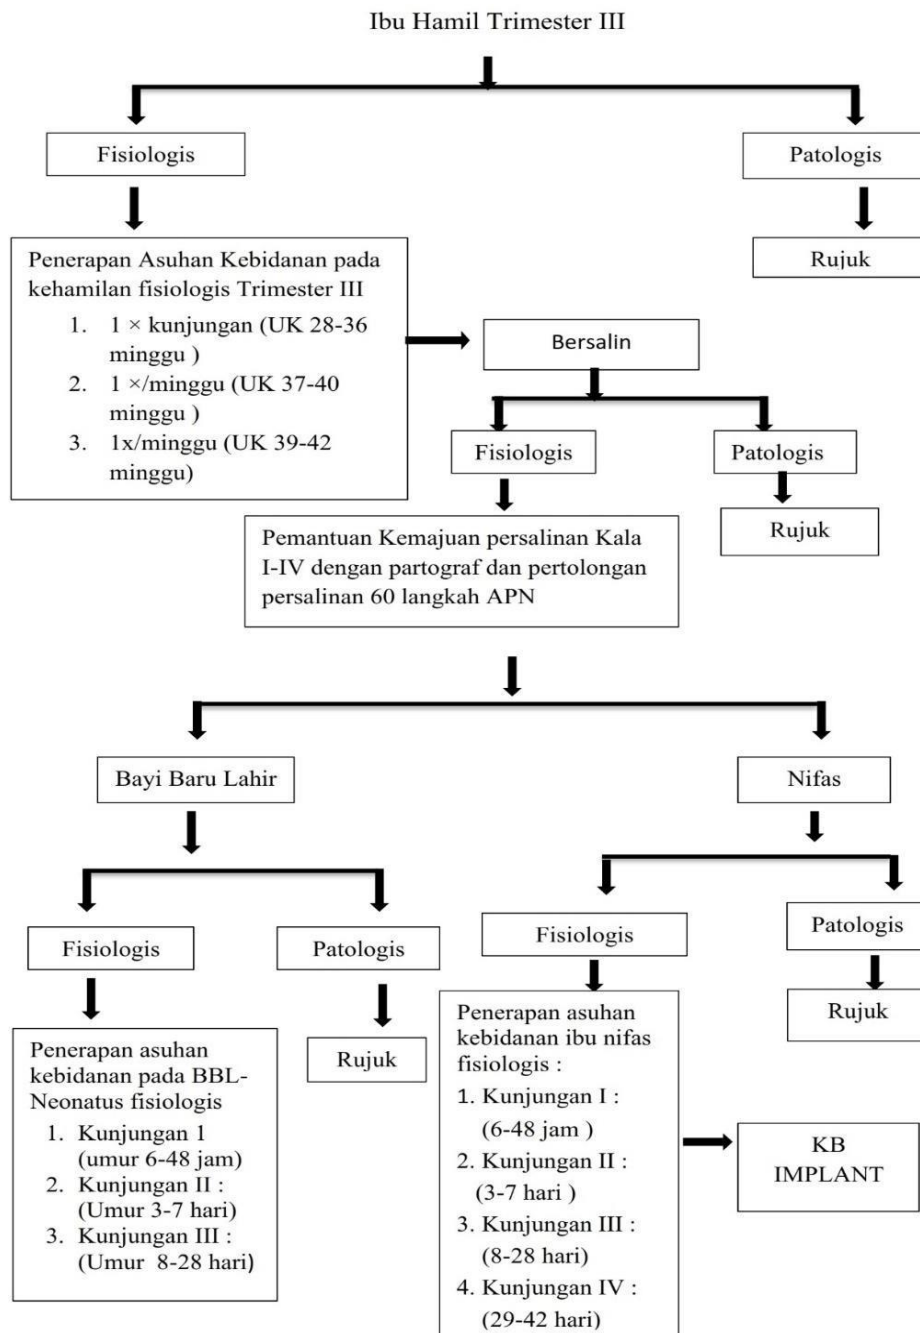 Ibu Hamil Trimester III
Fisiologis
Patologis
Penerapan Asuhan Kebidanan pada
kehamilan fisiologis Trimester III
1. 1 × kunjungan (UK 28-36
minggu )
2. 1 ×/minggu (UK 37-40
minggu )
3. 1x/minggu (UK 39-42
minggu)
Rujuk
Bersalin
Fisiologis
Patologis
Rujuk
Pemantuan Kemajuan persalinan Kala
I-IV dengan partograf dan pertolongan
persalinan 60 langkah APN
Bayi Baru Lahir
Nifas
Fisiologis
Patologis
Fisiologis
Patologis
Penerapan asuhan
kebidanan pada BBL-
Neonatus fisiologis
1. Kunjungan 1
(umur 6-48 jam)
2. Kunjungan II :
(Umur 3-7 hari)
3. Kunjungan III :
(Umur 8-28 hari)
Rujuk
Penerapan asuhan
kebidanan ibu nifas
fisiologis :
1. Kunjungan I :
(6-48 jam )
2. Kunjungan II :
(3-7 hari )
3. Kunjungan III :
(8-28 hari)
4. Kunjungan IV :
(29-42 hari)
Rujuk
KB
IMPLANT